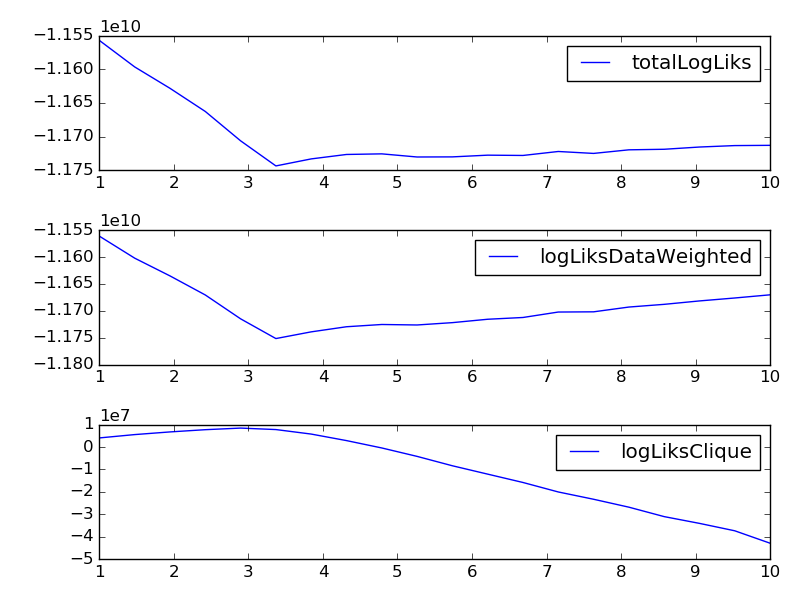 1e10
−1.155
−1.160
−1.165
−1.170
−1.175
totalLogLiks
1 2 3 4 5 6 7 8 9 10
1e10
−1.155
−1.160
−1.165
−1.170
−1.175
−1.180
logLiksDataWeighted
1 2 3 4 5 6 7 8 9 10
1e7
1
0
−1
−2
−3
−4
−5
logLiksClique
1 2 3 4 5 6 7 8 9 10